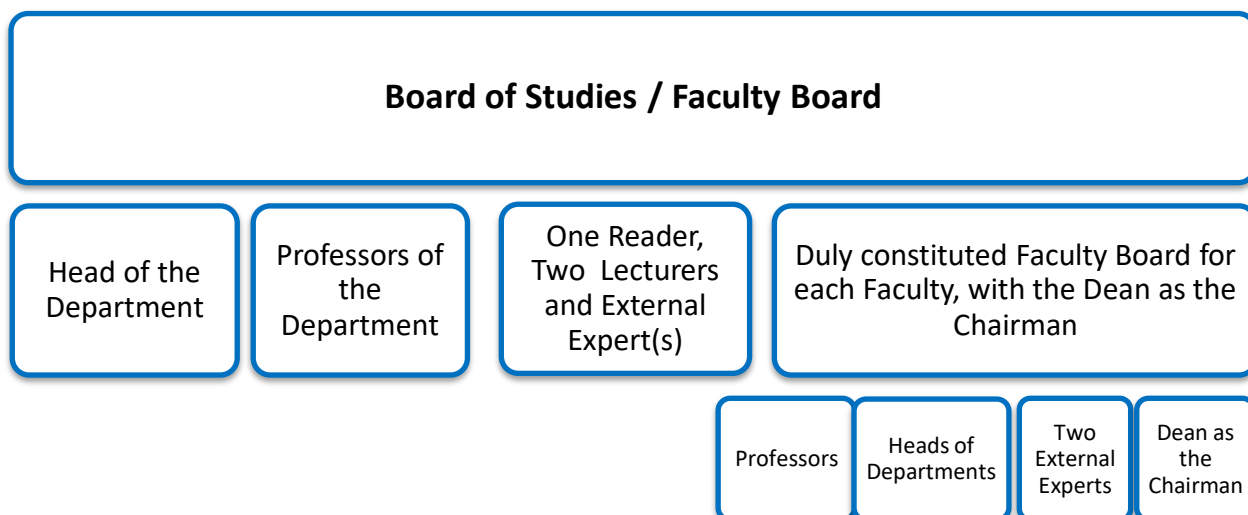 Board of Studies / Faculty Board
Head of the
Department
Professors of
the
Department
One Reader,
Two Lecturers
and External
Expert(s)
Duly constituted Faculty Board for
each Faculty, with the Dean as the
Chairman
Professors
Heads of
Departments
Two
External
Experts
Dean as
the
Chairman